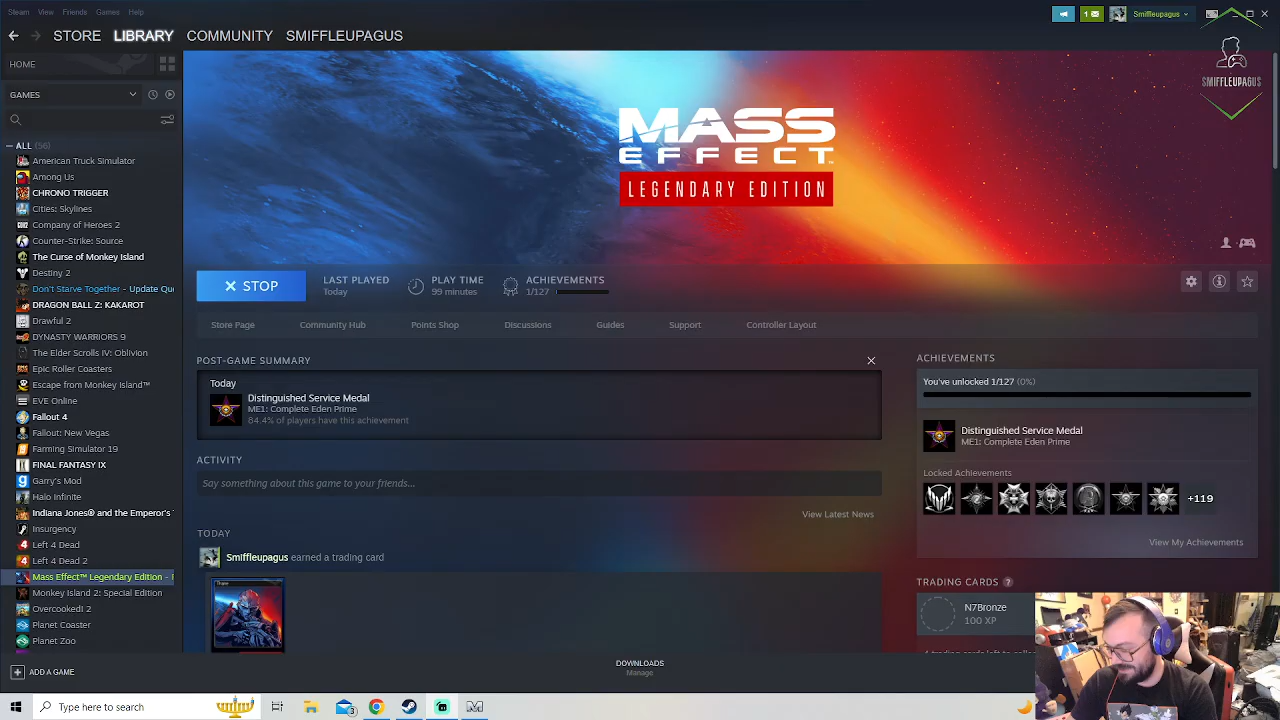 Steam View Friends Games Help
1
Smiffleupagus
STORE LIBRARY COMMUNITY SMIFFLEUPAGUS
SMIFFLEUPAGUS
HOME
GAMES
ALL (56)
American Truck Simulator
Among Us
CHRONO TRIGGER
Cities: Skylines
Company of Heroes 2
Counter-Strike: Source
The Curse of Monkey Island
Destiny 2
Don't Starve Together - Update Qu
DRAGON BALL Z: KAKAROT
Drawful 2
DYNASTY WARRIORS 9
The Elder Scrolls IV: Oblivion
Epic Roller Coasters
Escape from Monkey Island™
EVE Online
Fallout 4
Fallout: New Vegas
Farming Simulator 19
FINAL FANTASY IX
Garry's Mod
Halo Infinite
Indiana Jones® and the Emperor's
Insurgency
Left 4 Dead
Left 4 Dead 2
Mass Effect™ Legendary Edition -
Monkey Island 2: Special Edition
Overcooked! 2
Planet Coaster
Planet Zoo
ADD A GAME
MASS
EFFECT™
LEGENDARY EDITION
STOP
LAST PLAYED
Today
PLAY TIME
99 minutes
ACHIEVEMENTS
1/127
Store Page Community Hub Points Shop Discussions Guides Support Controller Layout
POST-GAME SUMMARY
Today
Distinguished Service Medal
ME1: Complete Eden Prime
84.4% of players have this achievement
ACTIVITY
Say something about this game to your friends...
View Latest News
TODAY
Smiffleupagus earned a trading card
Thane
ACHIEVEMENTS
You've unlocked 1/127 (0%)
Distinguished Service Medal
ME1: Complete Eden Prime
Locked Achievements
+119
View My Achievements
TRADING CARDS ?
N7Bronze
100 XP
DOWNLOADS
Manage
Type here to search
3